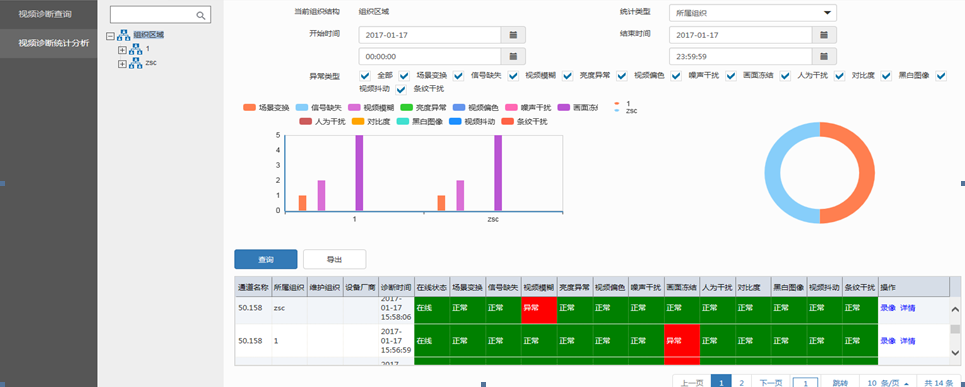 视频诊断查询
视频诊断统计分析
组织区域
1
zsc
当前组织结构 组织区域 统计类型 所属组织
开始时间 2017-01-17 结束时间 2017-01-17
00:00:00 23:59:59
异常类型 全部 场景变换 信号缺失 视频模糊 亮度异常 视频偏色 噪声干扰 画面冻结 人为干扰 对比度 黑白图像
视频抖动 条纹干扰
场景变换 信号缺失 视频模糊 亮度异常 视频偏色 噪声干扰 画面冻结
人为干扰 对比度 黑白图像 视频抖动 条纹干扰
1
zsc
5
4
3
2
1
0
1 zsc
查询 导出
通道名称 所属组织 维护组织 设备厂商 诊断时间 在线状态 场景变换 信号缺失 视频模糊 亮度异常 视频偏色 噪声干扰 画面冻结 人为干扰 对比度 黑白图像 视频抖动 条纹干扰 操作
50.158 zsc 2017-01-17 15:58:06 在线 正常 正常 异常 正常 正常 正常 正常 正常 正常 正常 正常 正常 录像 详情
50.158 1 2017-01-17 15:56:59 在线 正常 正常 正常 正常 正常 正常 异常 正常 正常 正常 正常 正常 录像 详情
2017-
上一页 1 2 下一页 1 跳转 10 条/页 共 14 条